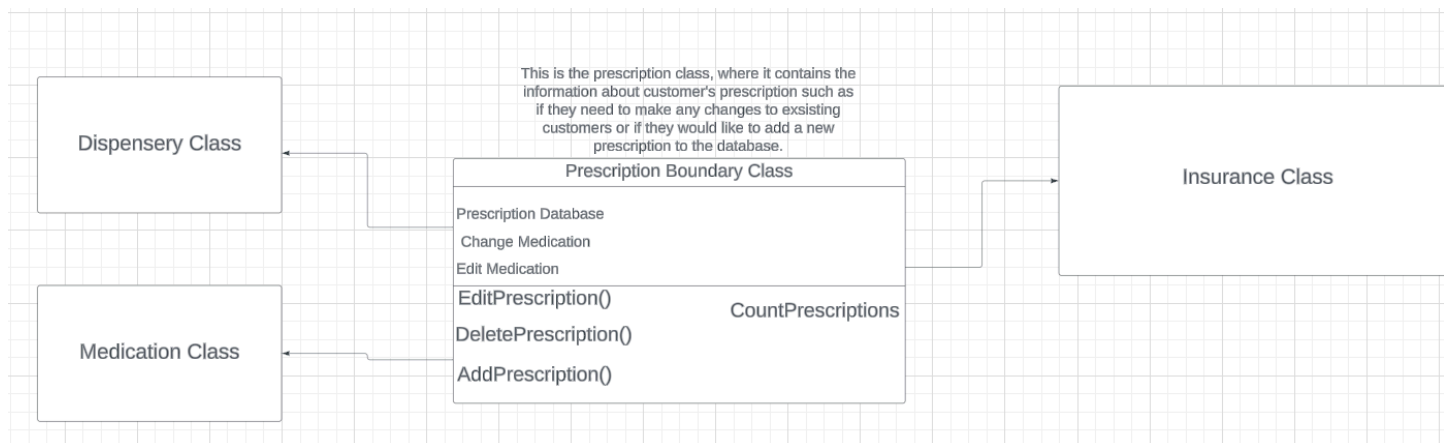 This is the prescription class, where it contains the
information about customer's prescription such as
if they need to make any changes to exsisting
customers or if they would like to add a new
prescription to the database.
Dispensery Class
Prescription Boundary Class
Insurance Class
Prescription Database
Change Medication
Edit Medication
EditPrescription()
CountPrescriptions
DeletePrescription()
Medication Class
AddPrescription()